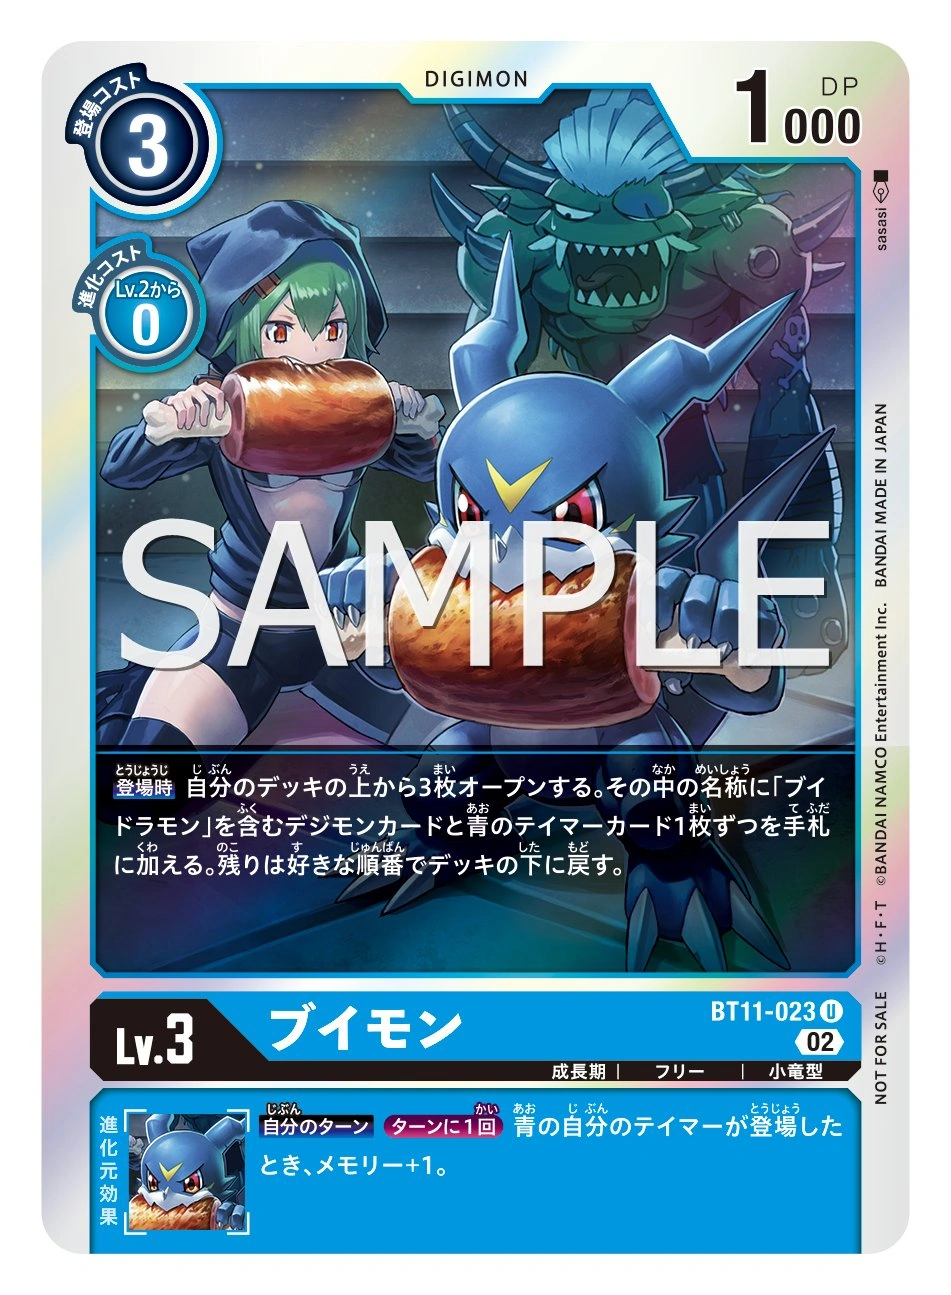 DIGIMON
登場コスト
3
1000
DP
進化コスト
Lv.2から
0
sasasi
SAMPLE
登場時 自分のデッキの上から3枚オープンする。その中の名称に「ブイ
ドラモン」を含むデジモンカードと青のテイマーカード1枚ずつを手札
に加える。残りは好きな順番でデッキの下に戻す。
©H・F・T ©BANDAI NAMCO Entertainment Inc. BANDAI MADE IN JAPAN
NOT FOR SALE
Lv.3
ブイモン
BT11-023 U
02
成長期 | フリー | 小竜型
進化元効果
自分のターン ターンに1回 青の自分のテイマーが登場した
とき、メモリー+1。